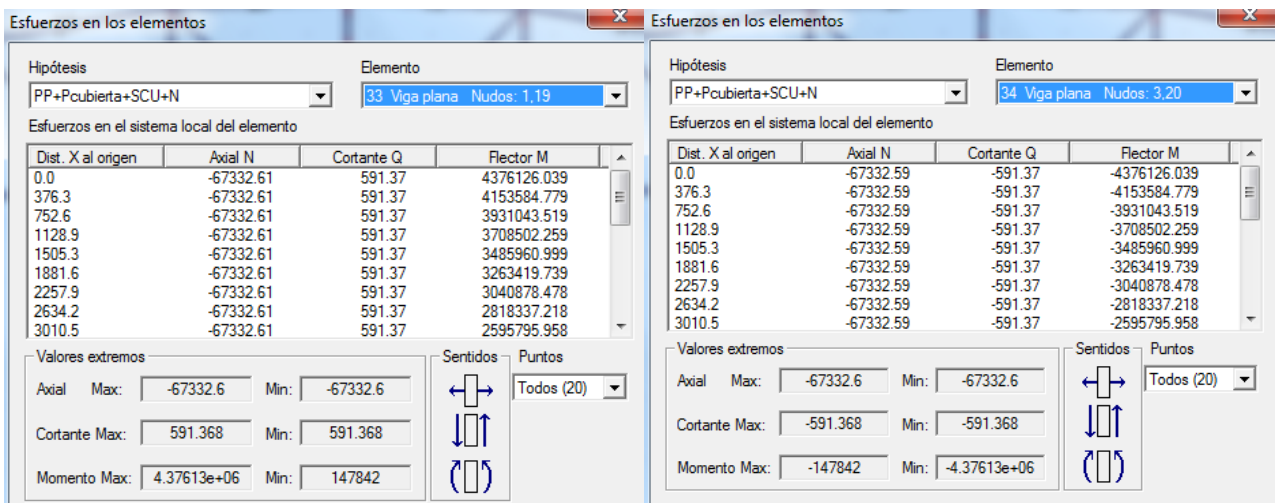 Esfuerzos en los elementos
x
Hipótesis Elemento
PP+Pcubierta+SCU+N 33 Viga plana Nudos: 1,19
Esfuerzos en el sistema local del elemento
Dist. X al origen Axial N Cortante Q Flector M
0.0 -67332.61 591.37 4376126.039
376.3 -67332.61 591.37 4153584.779
752.6 -67332.61 591.37 3931043.519
1128.9 -67332.61 591.37 3708502.259
1505.3 -67332.61 591.37 3485960.999
1881.6 -67332.61 591.37 3263419.739
2257.9 -67332.61 591.37 3040878.478
2634.2 -67332.61 591.37 2818337.218
3010.5 -67332.61 591.37 2595795.958
Valores extremos Sentidos Puntos
Axial Max: -67332.6 Min: -67332.6 Todos (20)
Cortante Max: 591.368 Min: 591.368
Momento Max: 4.37613e+06 Min: 147842
Esfuerzos en los elementos
x
Hipótesis Elemento
PP+Pcubierta+SCU+N 34 Viga plana Nudos: 3,20
Esfuerzos en el sistema local del elemento
Dist. X al origen Axial N Cortante Q Flector M
0.0 -67332.59 -591.37 -4376126.039
376.3 -67332.59 -591.37 -4153584.779
752.6 -67332.59 -591.37 -3931043.519
1128.9 -67332.59 -591.37 -3708502.259
1505.3 -67332.59 -591.37 -3485960.999
1881.6 -67332.59 -591.37 -3263419.739
2257.9 -67332.59 -591.37 -3040878.478
2634.2 -67332.59 -591.37 -2818337.218
3010.5 -67332.59 -591.37 -2595795.958
Valores extremos Sentidos Puntos
Axial Max: -67332.6 Min: -67332.6 Todos (20)
Cortante Max: -591.368 Min: -591.368
Momento Max: -147842 Min: -4.37613e+06